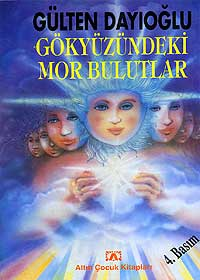 GÜLTEN DAYIOĞLU
GÖKYÜZÜNDEKİ
MOR BULUTLAR
4. Basım
Altın Çocuk Kitapları